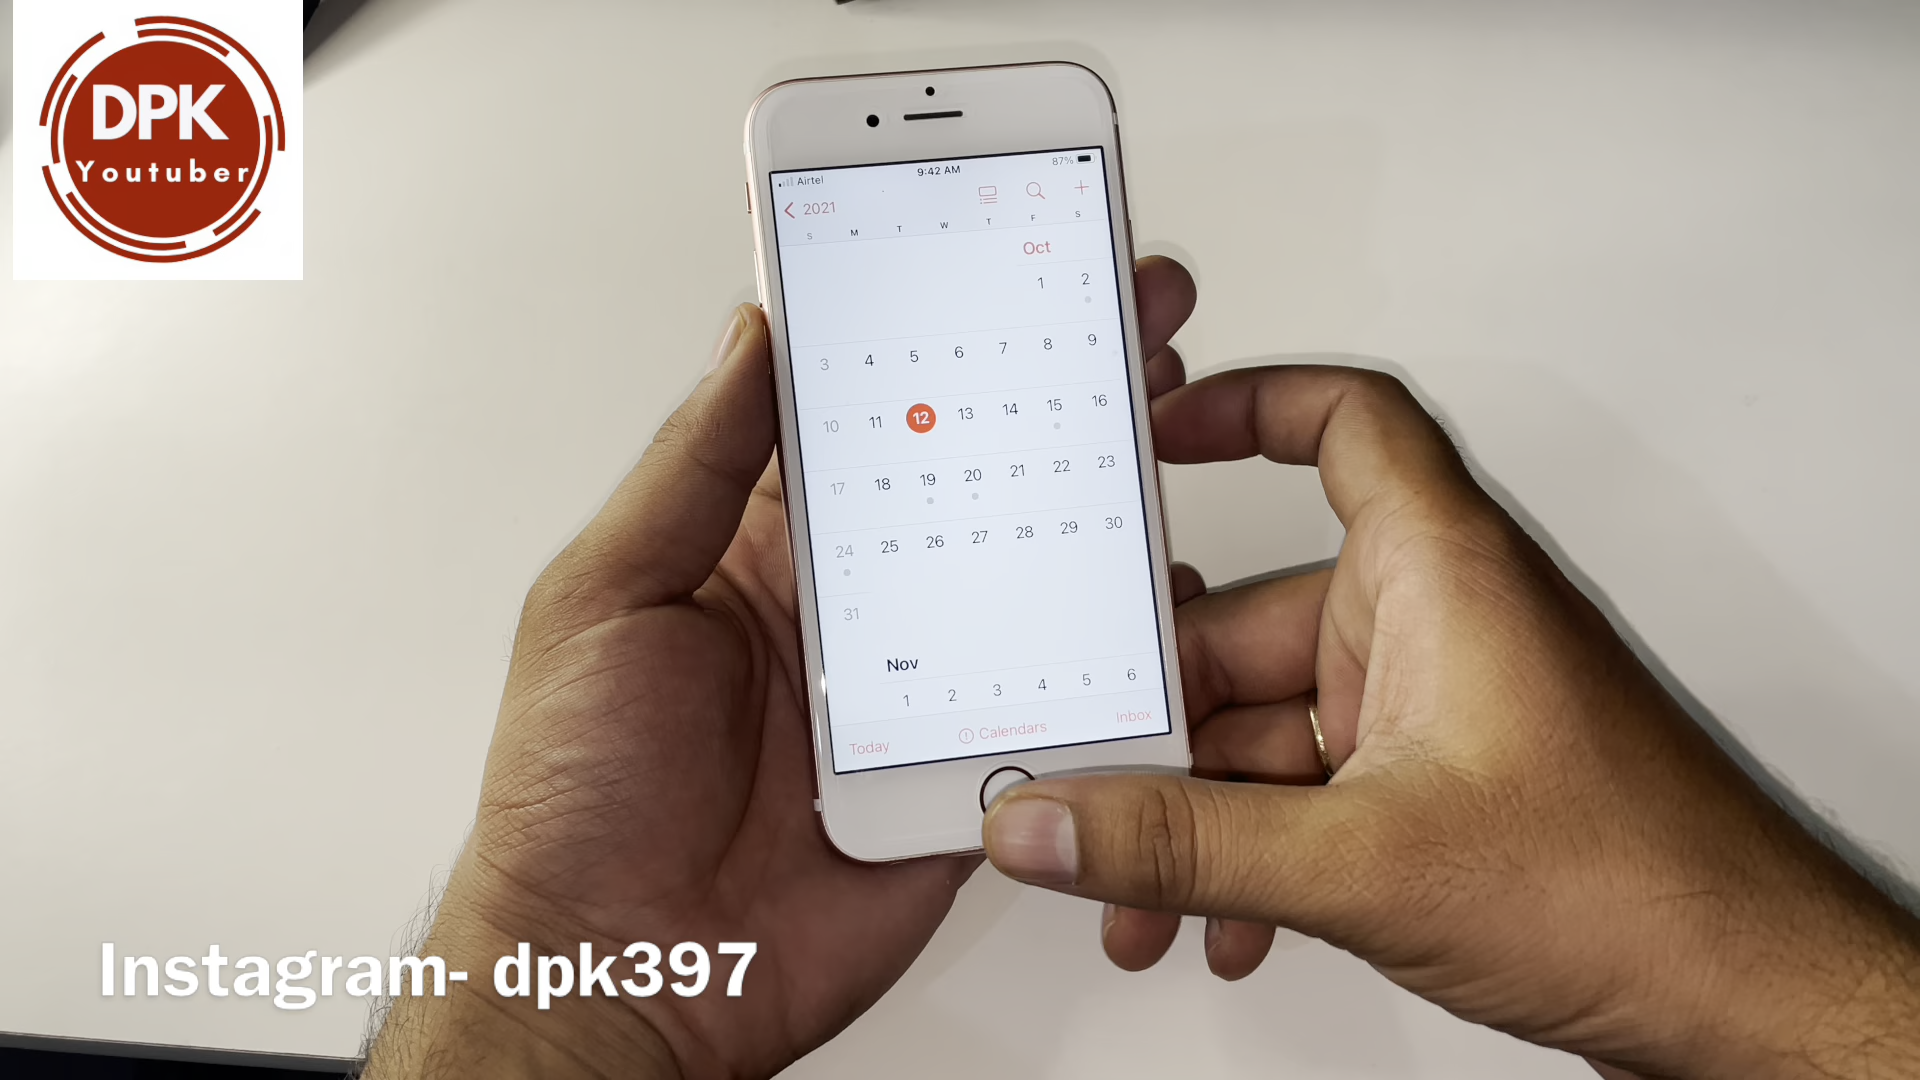 DPK
Youtuber
Airtel
9:42 AM
87%
2021
S M T W T F S
Oct
1 2
3 4 5 6 7 8 9
10 11 12 13 14 15 16
17 18 19 20 21 22 23
24 25 26 27 28 29 30
31
Nov
1 2 3 4 5 6
Today Calendars Inbox
Instagram- dpk397